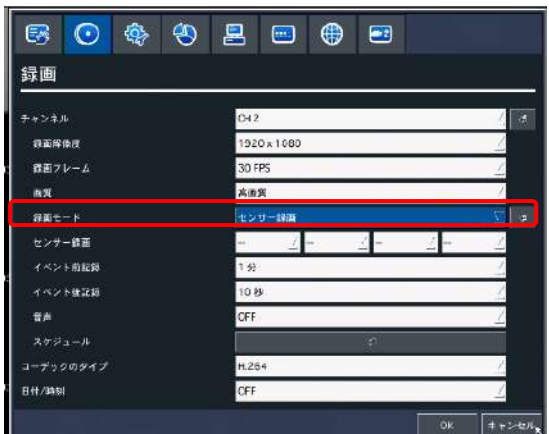 録画
チャンネル CH2
録画解像度 1920 x 1080
録画フレーム 30 FPS
画質 高画質
録画モード センサー録画
センサー録画 -- -- -- --
イベント前記録 1 分
イベント後記録 10 秒
音声 OFF
スケジュール
コーデックのタイプ H.264
日付/時刻 OFF
OK キャンセル